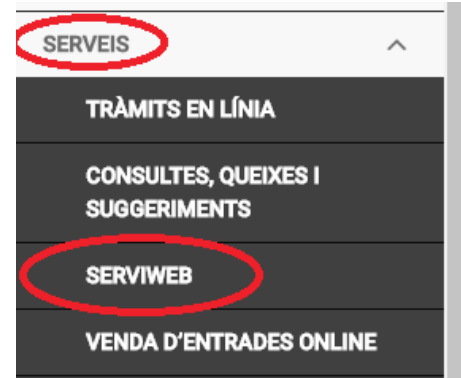 SERVEIS
TRÀMITS EN LÍNIA
CONSULTES, QUEIXES I
SUGGERIMENTS
SERVIWEB
VENDA D'ENTRADES ONLINE